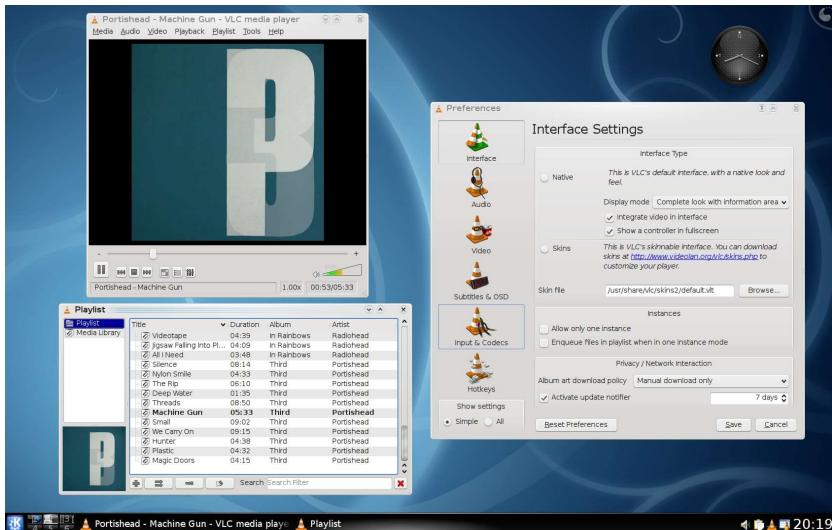 Portishead - Machine Gun - VLC media player
Media Audio Video Playback Playlist Tools Help
- +
1.00x 00:53/05:33
Portishead - Machine Gun
Playlist
Playlist
Media Library
Title Duration Album Artist
Videotape 04:39 In Rainbows Radiohead
Jigsaw Falling Into Pl... 04:09 In Rainbows Radiohead
All I Need 03:48 In Rainbows Radiohead
Silence 08:14 Third Portishead
Nylon Smile 04:33 Third Portishead
The Rip 06:10 Third Portishead
Deep Water 01:35 Third Portishead
Threads 08:50 Third Portishead
Machine Gun 05:33 Third Portishead
Small 09:02 Third Portishead
We Carry On 09:15 Third Portishead
Hunter 04:38 Third Portishead
Plastic 04:32 Third Portishead
Magic Doors 04:15 Third Portishead
Search Search Filter
Preferences
Interface
Audio
Video
Subtitles & OSD
Input & Codecs
Hotkeys
Show settings
Simple All
Interface Settings
Interface Type
Native This is VLC's default interface, with a native look and
feel.
Display mode Complete look with information area
Integrate video in interface
Show a controller in fullscreen
Skins This is VLC's skinnable interface. You can download
skins at http://www.videolan.org/vlc/skins.php to
customize your player.
Skin file /usr/share/vlc/skins2/default.vlt Browse...
Instances
Allow only one instance
Enqueue files in playlist when in one instance mode
Privacy / Network Interaction
Album art download policy Manual download only
Activate update notifier 7 days
Reset Preferences Save Cancel
Portishead - Machine Gun - VLC media playe Playlist 20:19